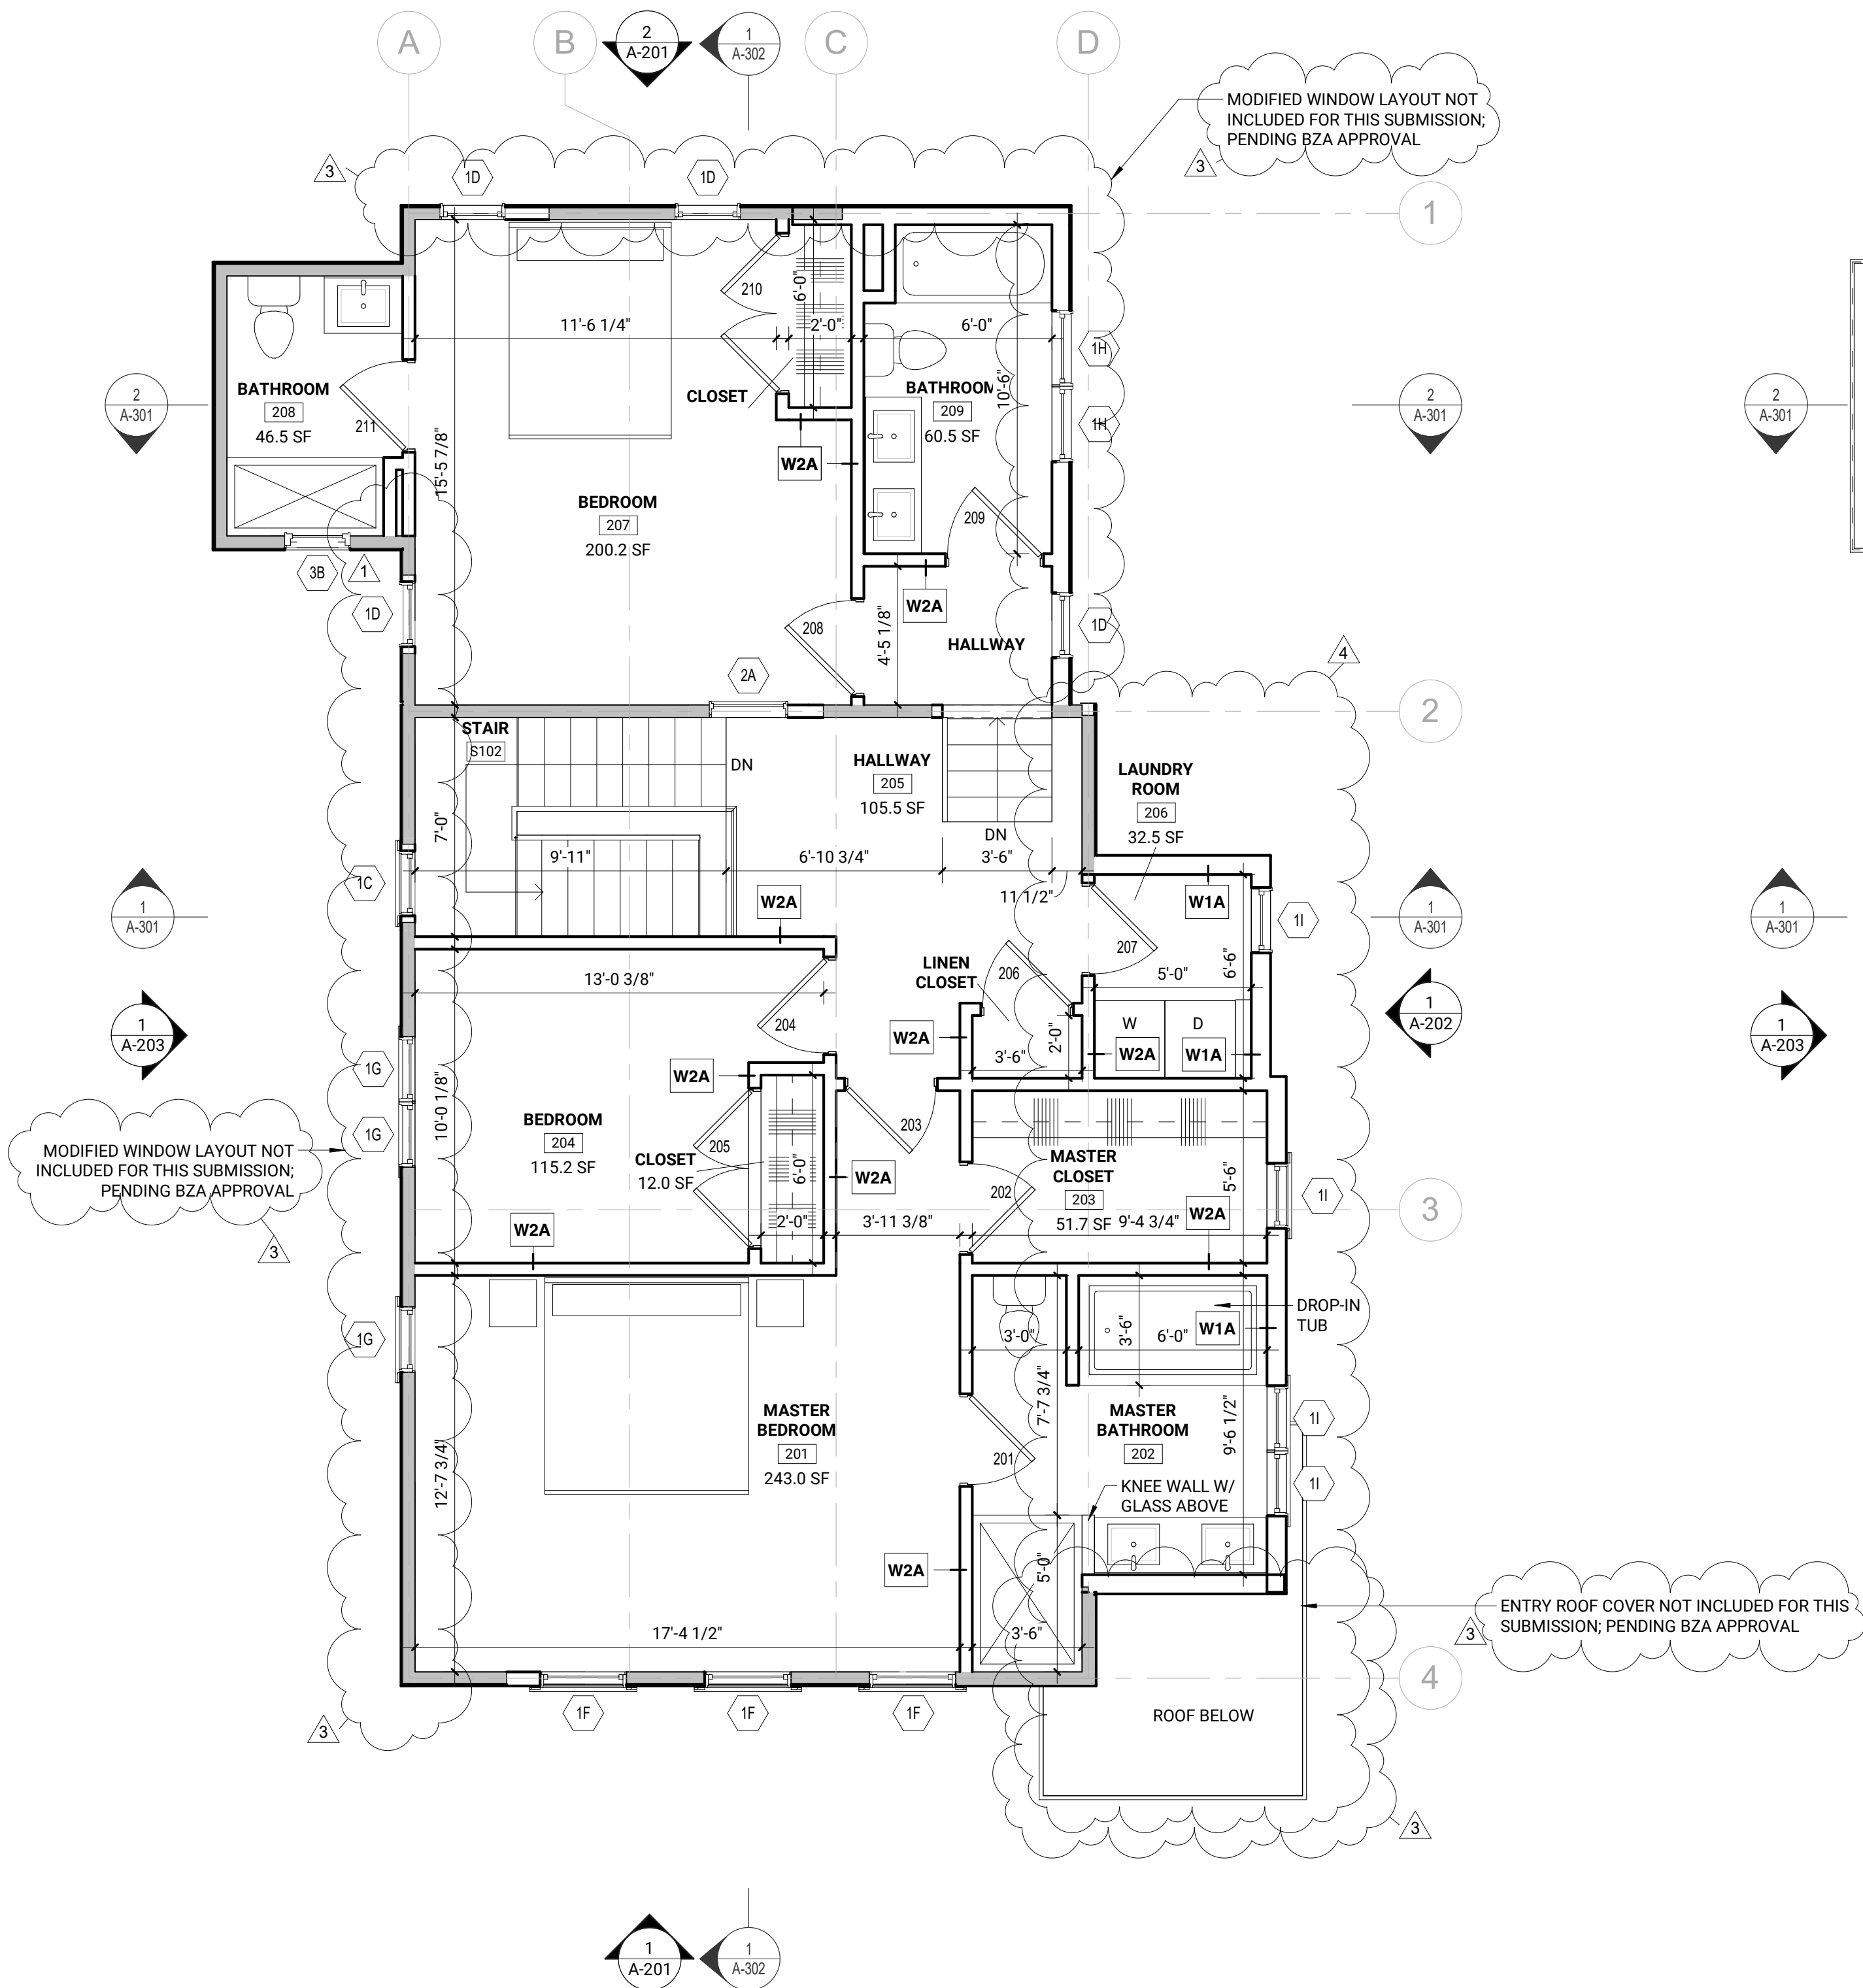 A
B
2
A-201
1
A-302
C
D
MODIFIED WINDOW LAYOUT NOT
INCLUDED FOR THIS SUBMISSION;
PENDING BZA APPROVAL
3
3
1D
1D
1
210
6'-0"
11'-6 1/4"
2'-0"
6'-0"
1H
BATHROOM
208
46.5 SF
211
CLOSET
BATHROOM
209
60.5 SF
10'-6"
1H
2
A-301
2
A-301
2
A-301
15'-5 7/8"
W2A
BEDROOM
207
200.2 SF
209
3B
1
1D
W2A
208
4'-5 1/8"
HALLWAY
1D
4
2A
2
STAIR
S102
DN
HALLWAY
205
105.5 SF
LAUNDRY
ROOM
206
32.5 SF
DN
7'-0"
9'-11"
6'-10 3/4"
3'-6"
11 1/2"
1C
W2A
W1A
1I
1
A-301
1
A-301
1
A-301
207
LINEN
CLOSET
206
5'-0"
6'-6"
13'-0 3/8"
1
A-203
204
W2A
3'-6"
2'-0"
W
D
W2A
W1A
1
A-202
1
A-203
1G
W2A
10'-0 1/8"
BEDROOM
204
115.2 SF
205
203
1G
MODIFIED WINDOW LAYOUT NOT
INCLUDED FOR THIS SUBMISSION;
PENDING BZA APPROVAL
3
CLOSET
12.0 SF
6'-0"
W2A
MASTER
CLOSET
203
51.7 SF
202
5'-6"
1I
W2A
W2A
2'-0"
3'-11 3/8"
9'-4 3/4"
3
DROP-IN
TUB
1G
3'-0"
3'-6"
6'-0"
W1A
7'-7 3/4"
MASTER
BEDROOM
201
243.0 SF
201
MASTER
BATHROOM
202
9'-6 1/2"
1I
1I
12'-7 3/4"
KNEE WALL W/
GLASS ABOVE
W2A
5'-0"
ENTRY ROOF COVER NOT INCLUDED FOR THIS
SUBMISSION; PENDING BZA APPROVAL
3
17'-4 1/2"
3'-6"
4
1F
1F
1F
ROOF BELOW
3
3
1
A-201
1
A-302